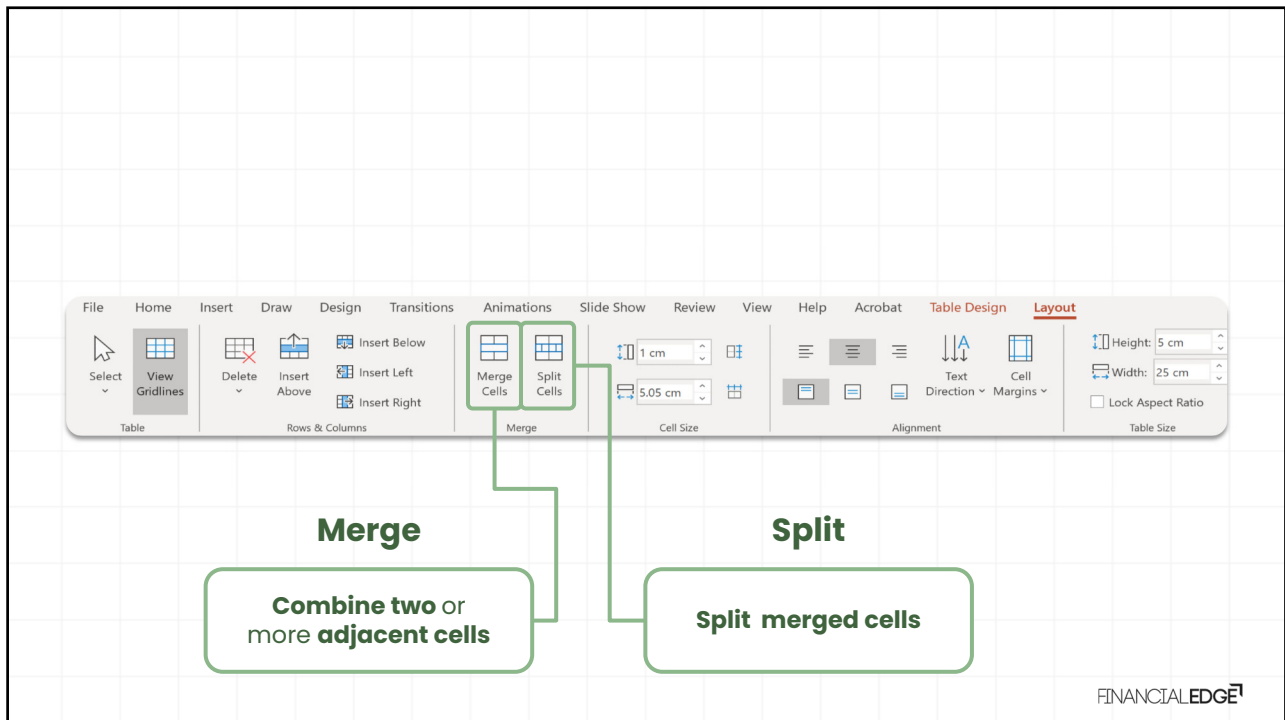 File Home Insert Draw Design Transitions Animations Slide Show Review View Help Acrobat Table Design Layout
Select
View
Gridlines
Table
Delete
Insert
Above
Insert Below
Insert Left
Insert Right
Rows & Columns
Merge
Cells
Split
Cells
Merge
1 cm
5.05 cm
Cell Size
Text
Direction
Cell
Margins
Alignment
Height: 5 cm
Width: 25 cm
Lock Aspect Ratio
Table Size
Merge
Combine two or
more adjacent cells
Split
Split merged cells
FINANCIALEDGE